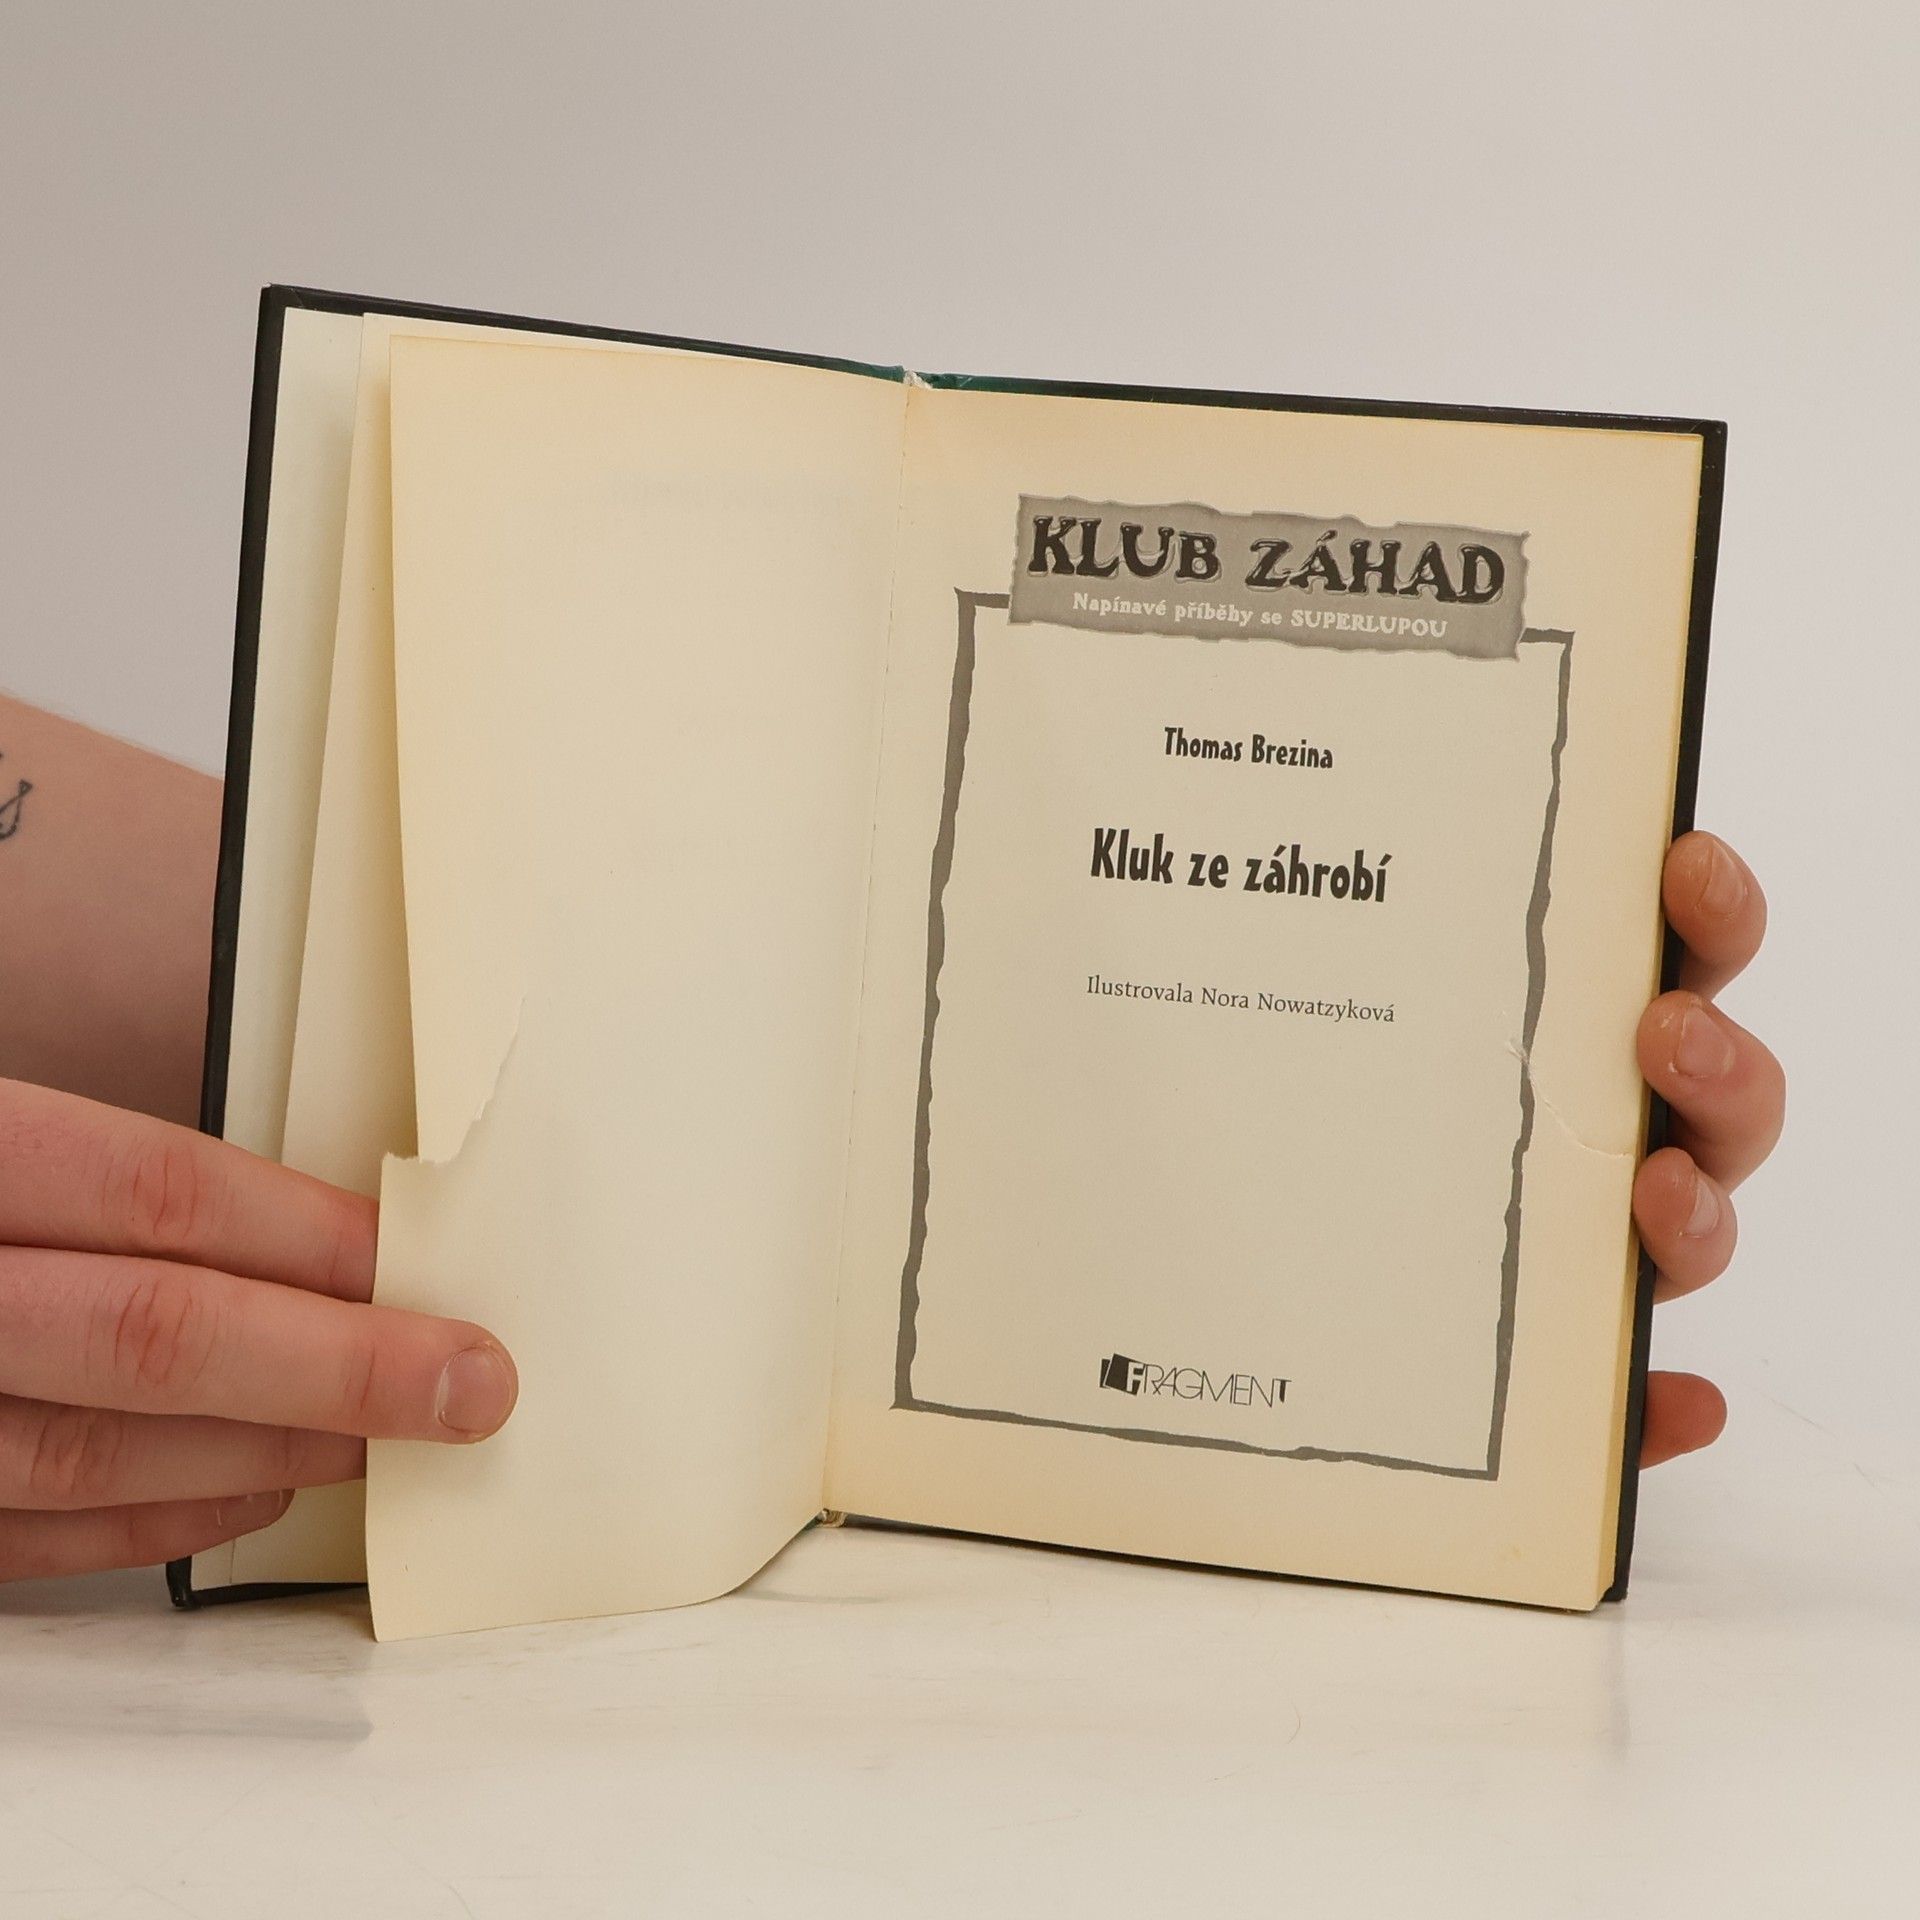 KLUB ZÁHAD
Napínavé příběhy se SUPERLUPOU
Thomas Brezina
Kluk ze záhrobí
Ilustrovala Nora Nowatzyková
FRAGMENT